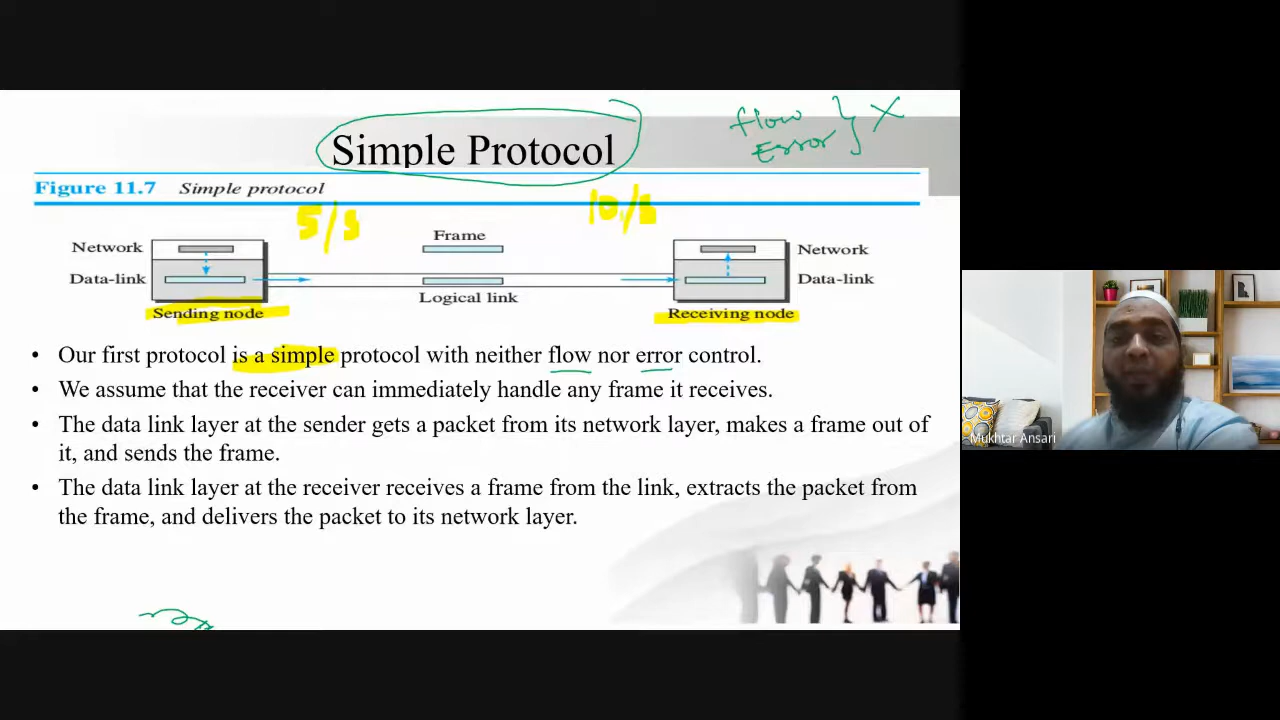 Simple Protocol
flow
Error
Figure 11.7 Simple protocol
5/s
10/s
Frame
Network
Network
Data-link
Data-link
Logical link
Sending node
Receiving node
• Our first protocol is a simple protocol with neither flow nor error control.
• We assume that the receiver can immediately handle any frame it receives.
• The data link layer at the sender gets a packet from its network layer, makes a frame out of
it, and sends the frame.
• The data link layer at the receiver receives a frame from the link, extracts the packet from
the frame, and delivers the packet to its network layer.
Mukhtar Ansari